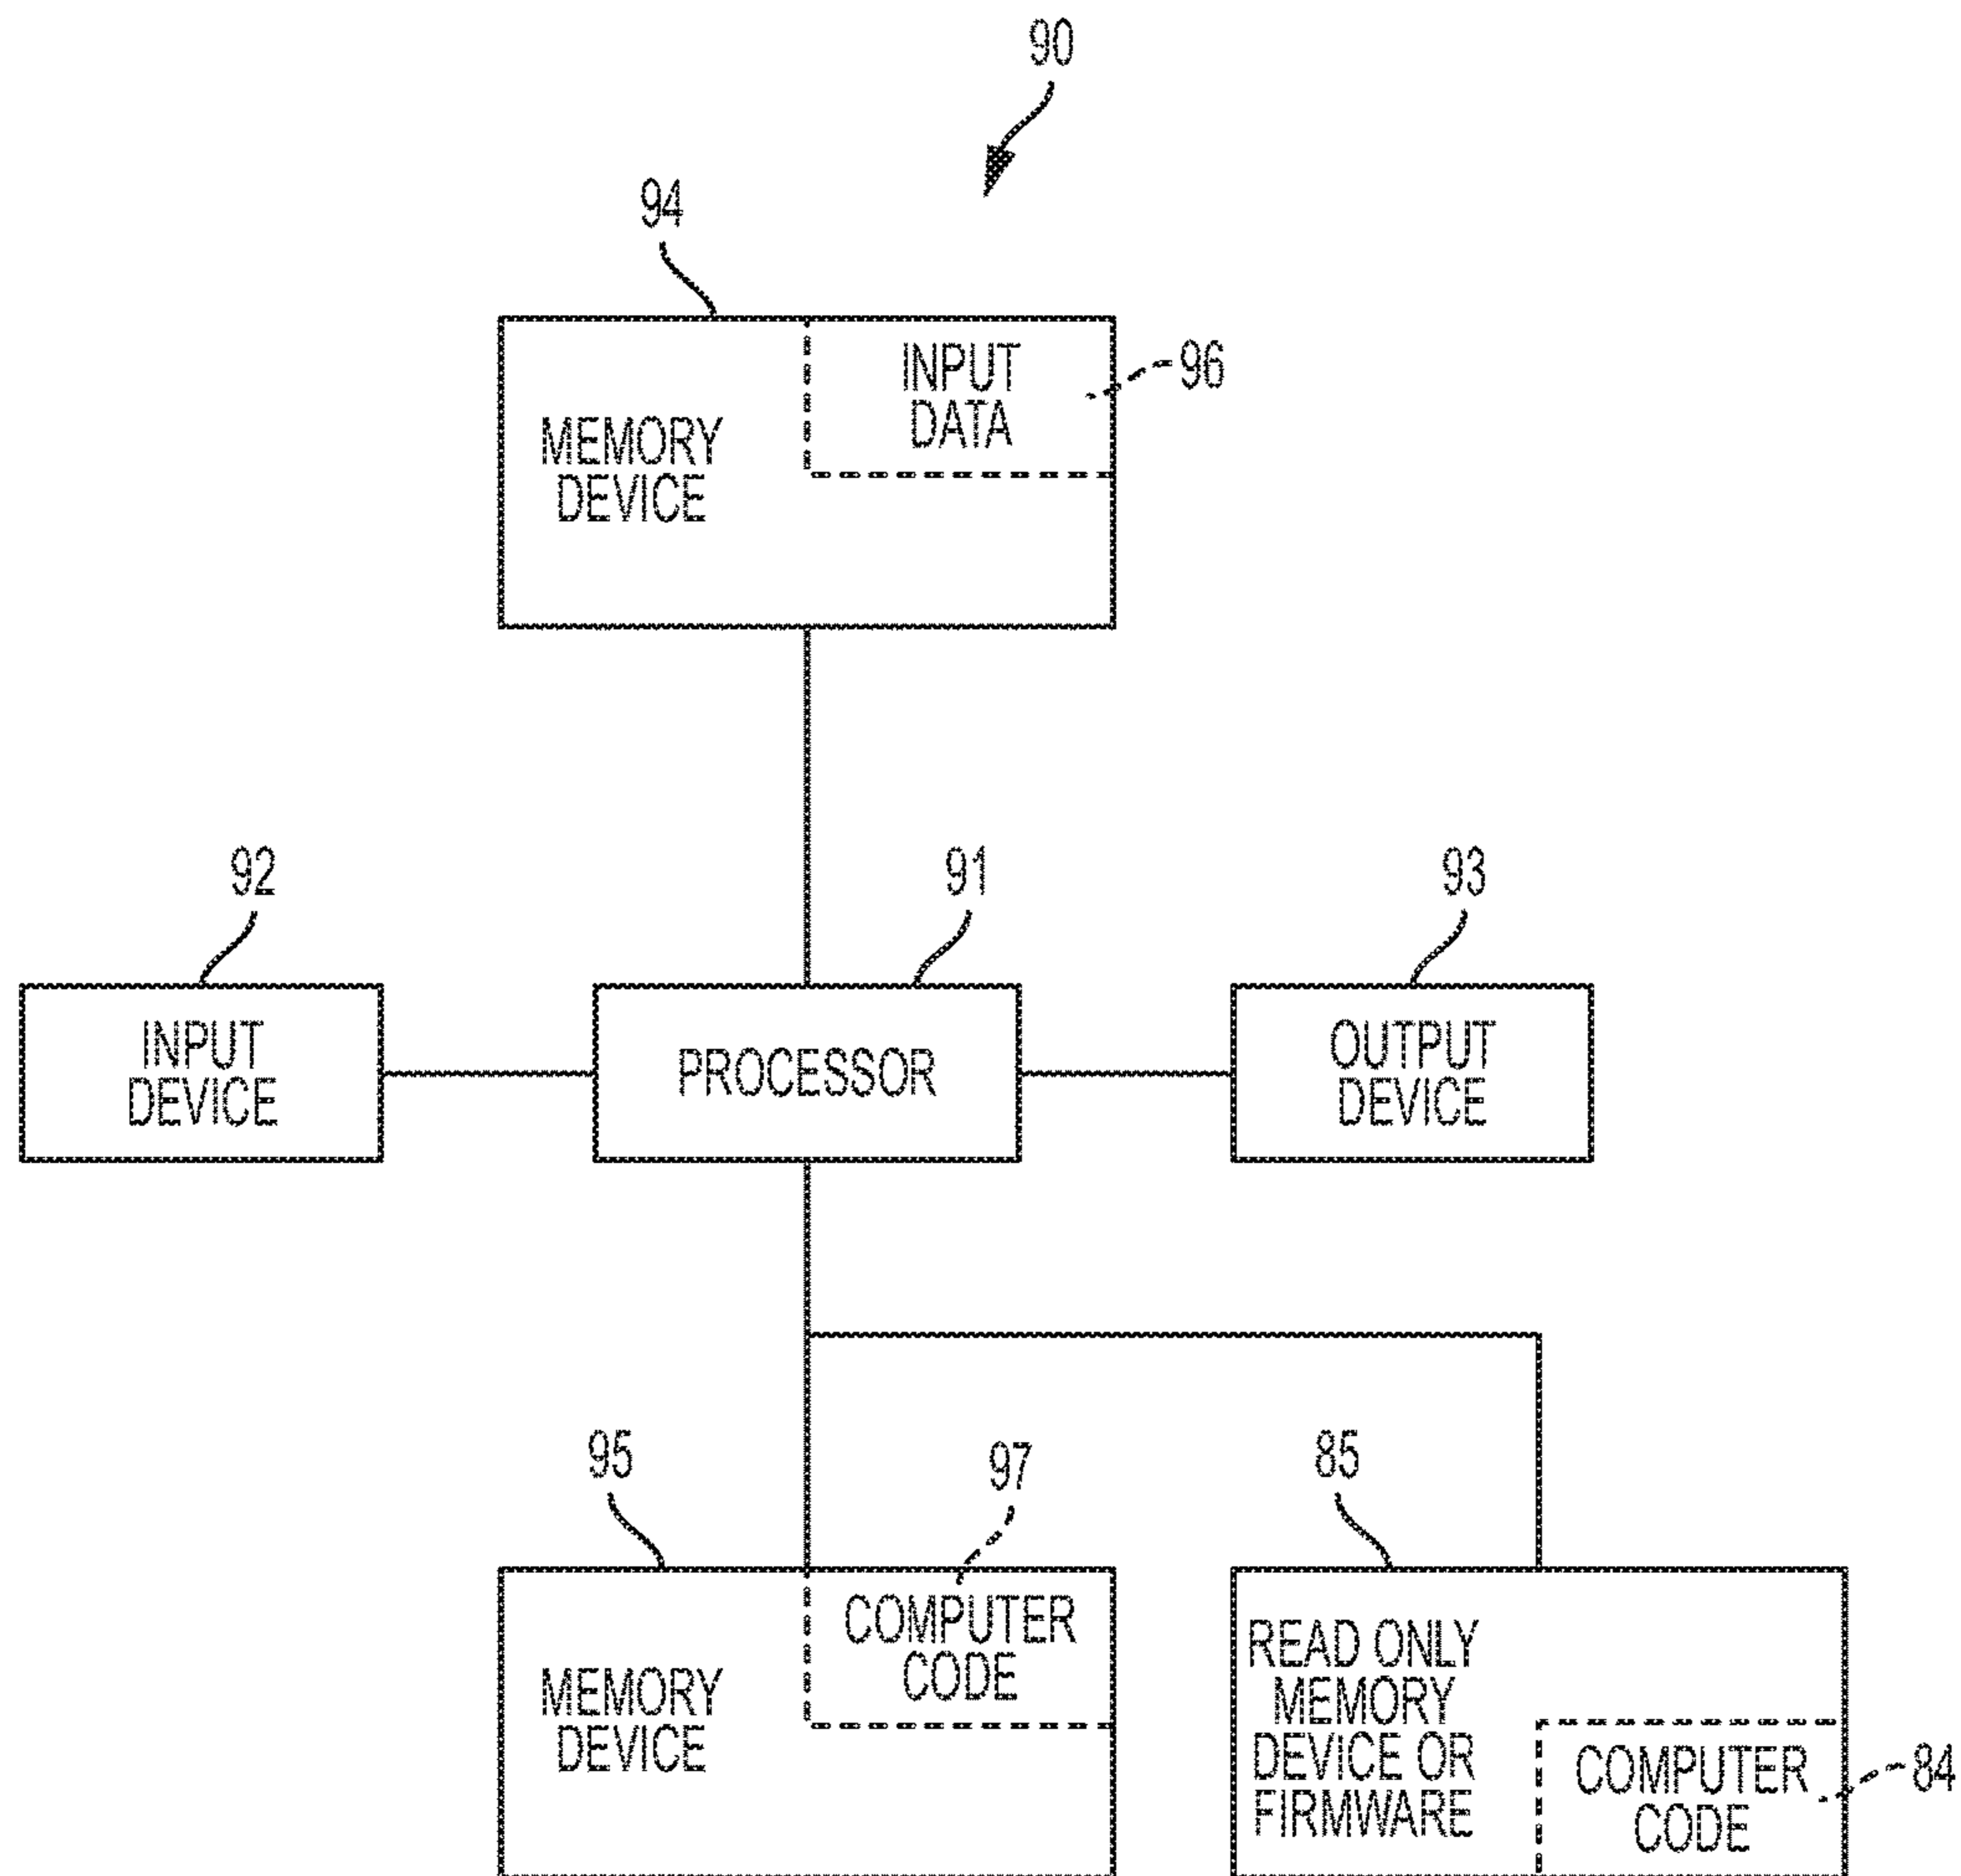 90
94
INPUT
DATA
96
MEMORY
DEVICE
92
91
93
INPUT
DEVICE
PROCESSOR
OUTPUT
DEVICE
95
97
85
COMPUTER
CODE
MEMORY
DEVICE
READ ONLY
MEMORY
DEVICE OR
FIRMWARE
COMPUTER
CODE
84